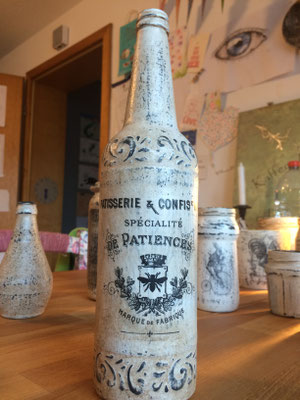 ATISSERIE & CONFIS
SPÉCIALITÉ
DE PATIENCES
MARQUE DE FABRIQUE